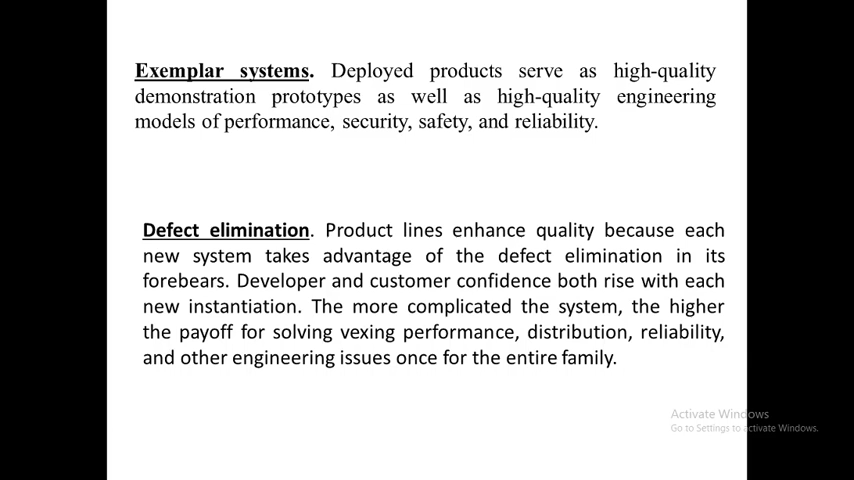 Exemplar systems. Deployed products serve as high-quality
demonstration prototypes as well as high-quality engineering
models of performance, security, safety, and reliability.
Defect elimination. Product lines enhance quality because each
new system takes advantage of the defect elimination in its
forebears. Developer and customer confidence both rise with each
new instantiation. The more complicated the system, the higher
the payoff for solving vexing performance, distribution, reliability,
and other engineering issues once for the entire family.
Activate Windows
Go to Settings to activate Windows.